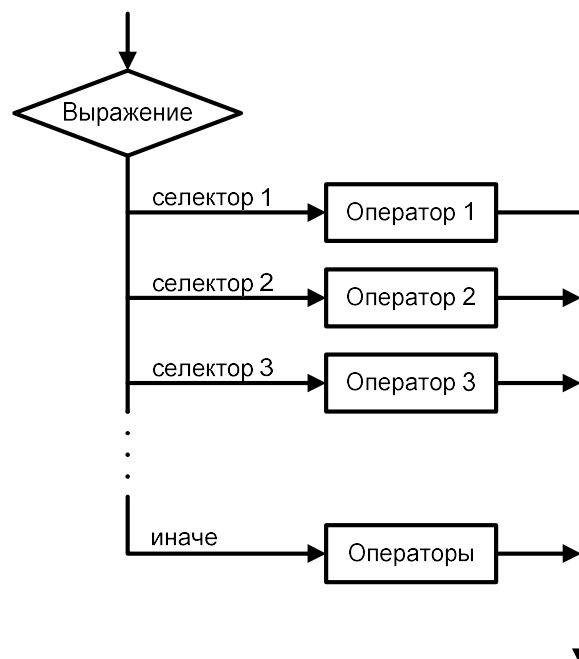 Выражение
селектор 1
Оператор 1
селектор 2
Оператор 2
селектор 3
Оператор 3
иначе
Операторы